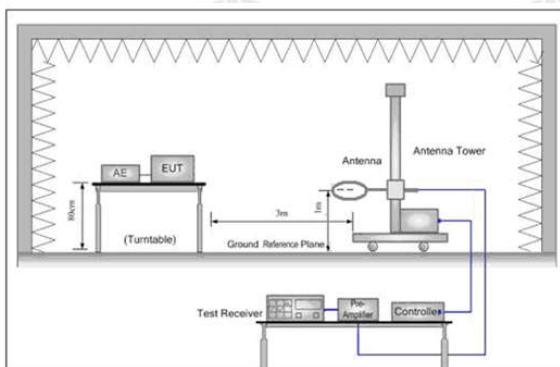 AE
EUT
80cm
(Turntable)
3m
Antenna
Antenna Tower
1m
Ground Reference Plane
Test Receiver
Pre-
Amplifier
Controller